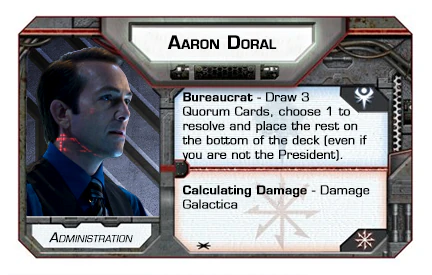 AARON DORAL
Bureaucrat - Draw 3
Quorum Cards, choose 1 to
resolve and place the rest on
the bottom of the deck (even if
you are not the President).
Calculating Damage - Damage
Galactica
ADMINISTRATION